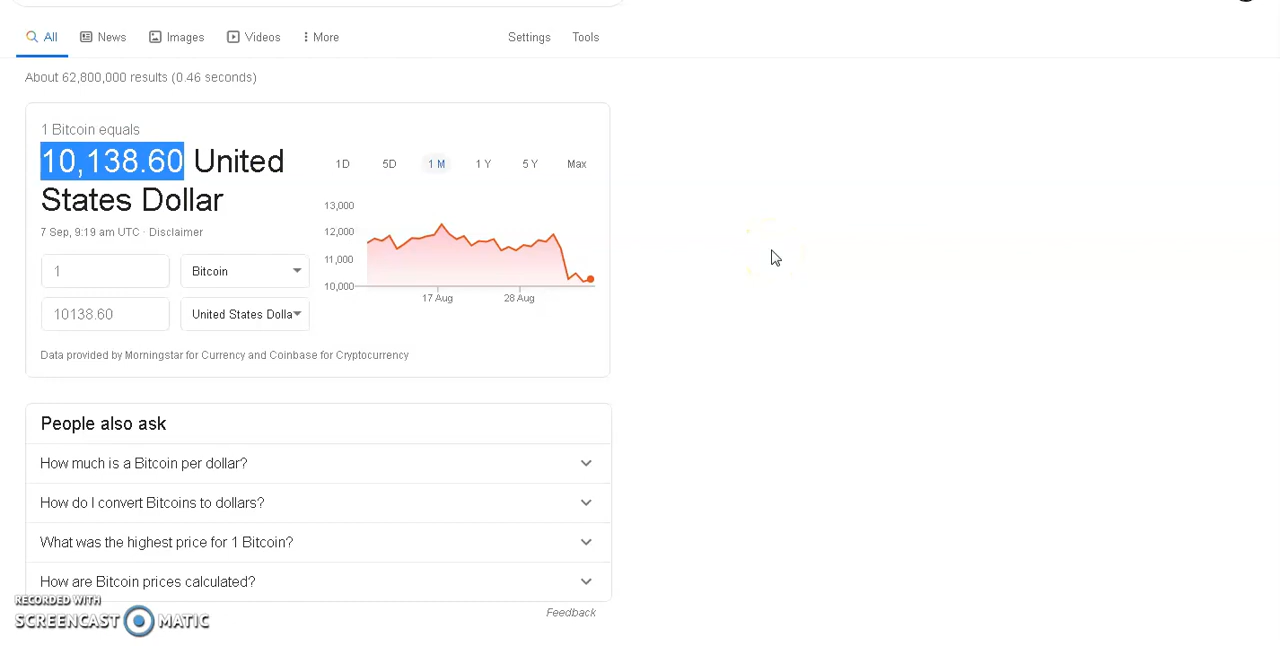 All News Images Videos More Settings Tools
About 62,800,000 results (0.46 seconds)
1 Bitcoin equals
10,138.60 United
States Dollar
7 Sep, 9:19 am UTC · Disclaimer
1 Bitcoin
10138.60 United States Dolla
1D 5D 1 M 1 Y 5 Y Max
13,000
12,000
11,000
10,000
17 Aug 28 Aug
Data provided by Morningstar for Currency and Coinbase for Cryptocurrency
People also ask
How much is a Bitcoin per dollar?
How do I convert Bitcoins to dollars?
What was the highest price for 1 Bitcoin?
How are Bitcoin prices calculated?
Feedback
RECORDED WITH
SCREENCAST MATIC